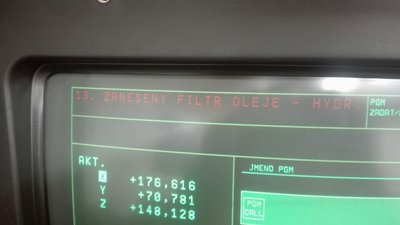 13. ZANESENY FILTR OLEJE - HYDR.
PGM
ZADAT/
AKT.
X +176,616
Y +70,781
Z +148,128
JMENO PGM
PGM
CALL